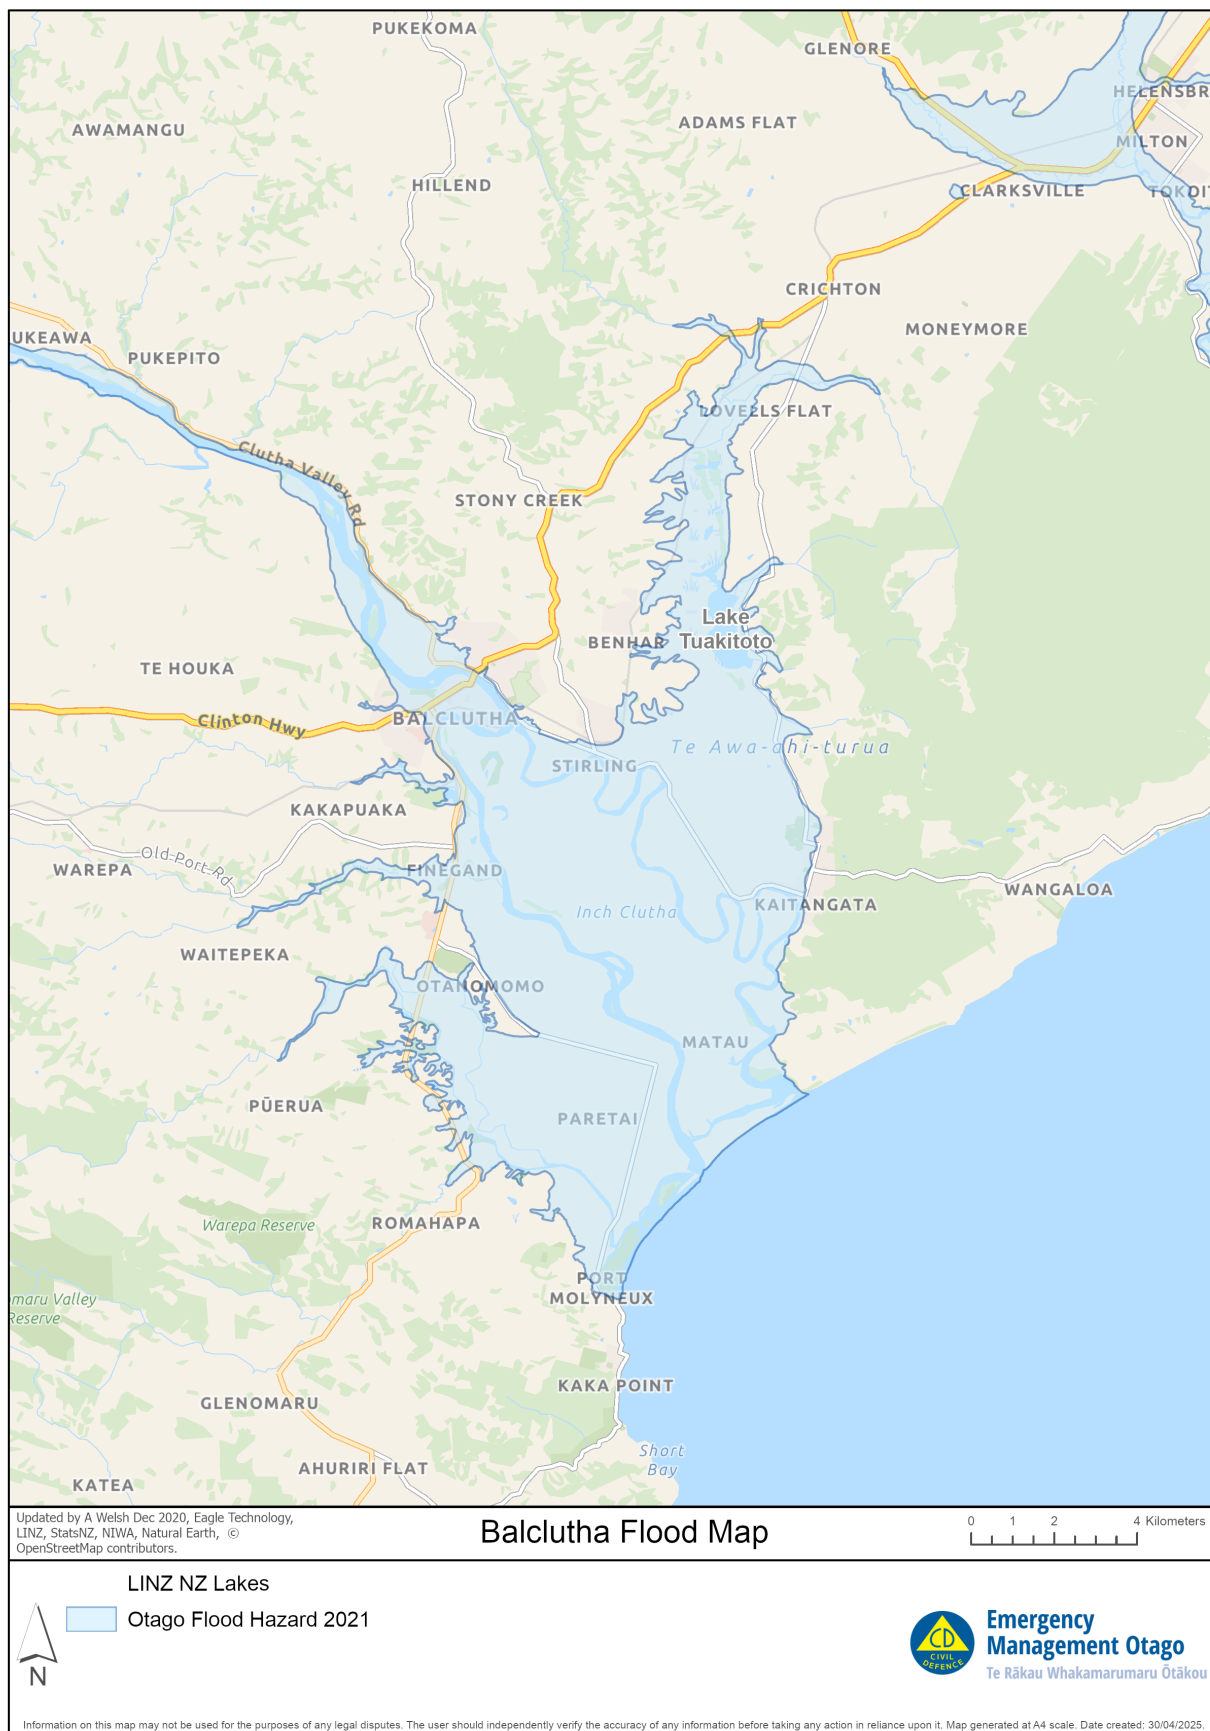 PUKEKOMA
GLENORE
HELENSBR
AWAMANGU
ADAMS FLAT
MILTON
HILLEND
CLARKSVILLE
TOKOIT
CRICHTON
MONEYMORE
UKEAWA
PUKEPITO
LOVELLS FLAT
Clutha Valley Rd
STONY CREEK
Lake
Tuakitoto
BENHAR
TE HOUKA
Clinton Hwy
BALCLUTHA
Te Awa-ahi-turua
STIRLING
KAKAPUAKA
Old Port Rd
WAREPA
FINEGAND
WANGALOA
KAITANGATA
Inch Clutha
WAITEPEKA
OTANOMOMO
MATAU
PŪERUA
PARETAI
Warepa Reserve
ROMAHAPA
PORT
MOLYNEUX
omaru Valley
Reserve
KAKA POINT
GLENOMARU
Short
Bay
AHURIRI FLAT
KATEA
Updated by A Welsh Dec 2020, Eagle Technology,
LINZ, StatsNZ, NIWA, Natural Earth, ©
OpenStreetMap contributors.
Balclutha Flood Map
0 1 2 4 Kilometers
LINZ NZ Lakes
Otago Flood Hazard 2021
N
CD
CIVIL
DEFENCE
Emergency
Management Otago
Te Rākau Whakamarumaru Ōtākou
Information on this map may not be used for the purposes of any legal disputes. The user should independently verify the accuracy of any information before taking any action in reliance upon it. Map generated at A4 scale. Date created: 30/04/2025.